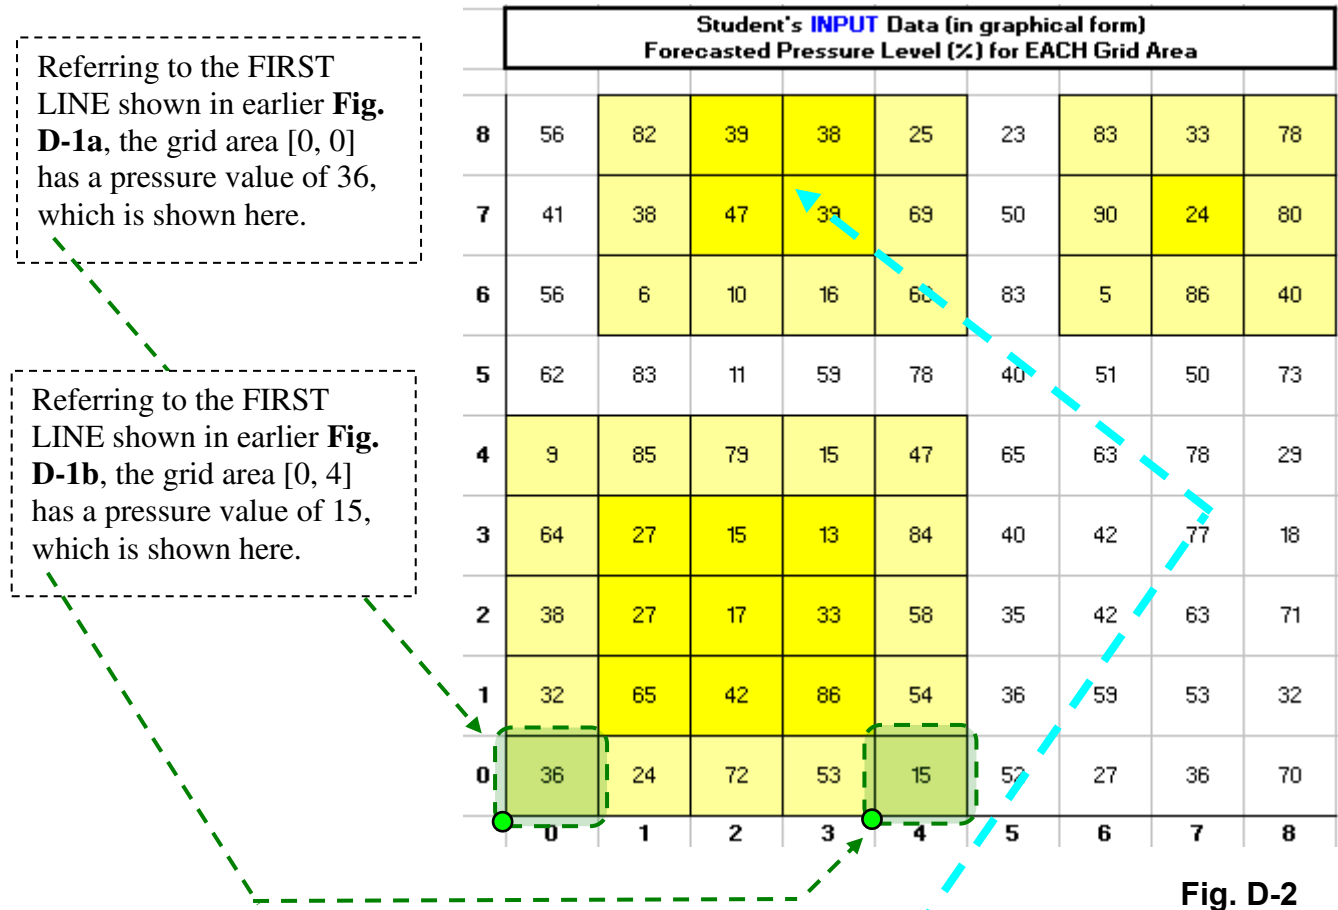 Student's INPUT Data (in graphical form)
Forecasted Pressure Level (%) for EACH Grid Area
Referring to the FIRST
LINE shown in earlier Fig.
D-1a, the grid area [0, 0]
has a pressure value of 36,
which is shown here.
Referring to the FIRST
LINE shown in earlier Fig.
D-1b, the grid area [0, 4]
has a pressure value of 15,
which is shown here.
8 56 82 39 38 25 23 83 33 78
7 41 38 47 39 69 50 90 24 80
6 56 6 10 16 68 83 5 86 40
5 62 83 11 59 78 40 51 50 73
4 9 85 79 15 47 65 63 78 29
3 64 27 15 13 84 40 42 77 18
2 38 27 17 33 58 35 42 63 71
1 32 65 42 86 54 36 59 53 32
0 36 24 72 53 15 52 27 36 70
0 1 2 3 4 5 6 7 8
Fig. D-2